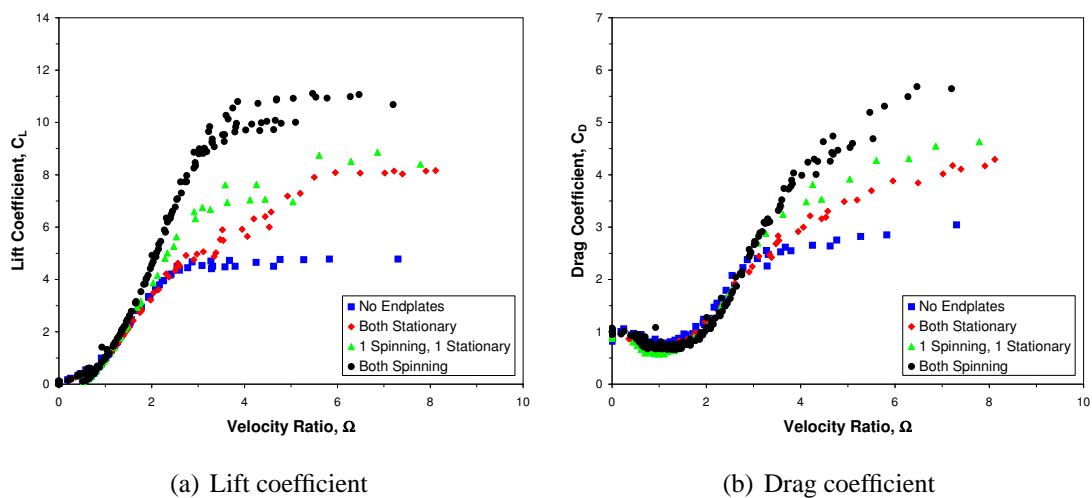 14
12
10
8
6
4
2
0
Lift Coefficient, C_L
0 2 4 6 8 10
Velocity Ratio, Ω
No Endplates
Both Stationary
1 Spinning, 1 Stationary
Both Spinning
(a) Lift coefficient
7
6
5
4
3
2
1
0
Drag Coefficient, C_D
0 2 4 6 8 10
Velocity Ratio, Ω
No Endplates
Both Stationary
1 Spinning, 1 Stationary
Both Spinning
(b) Drag coefficient